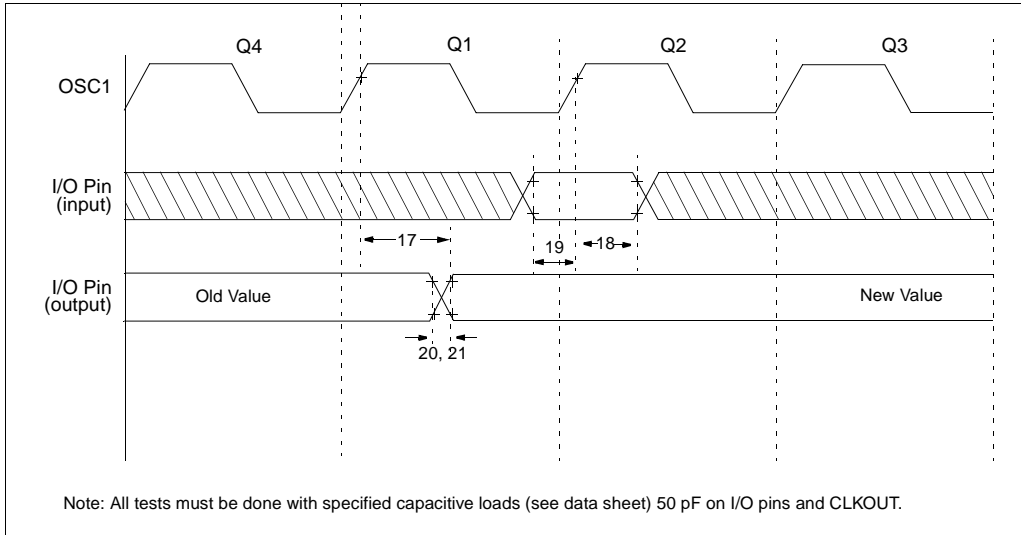 Q4 Q1 Q2 Q3
OSC1
I/O Pin
(input)
17
19
18
I/O Pin
(output)
Old Value
New Value
20, 21
Note: All tests must be done with specified capacitive loads (see data sheet) 50 pF on I/O pins and CLKOUT.